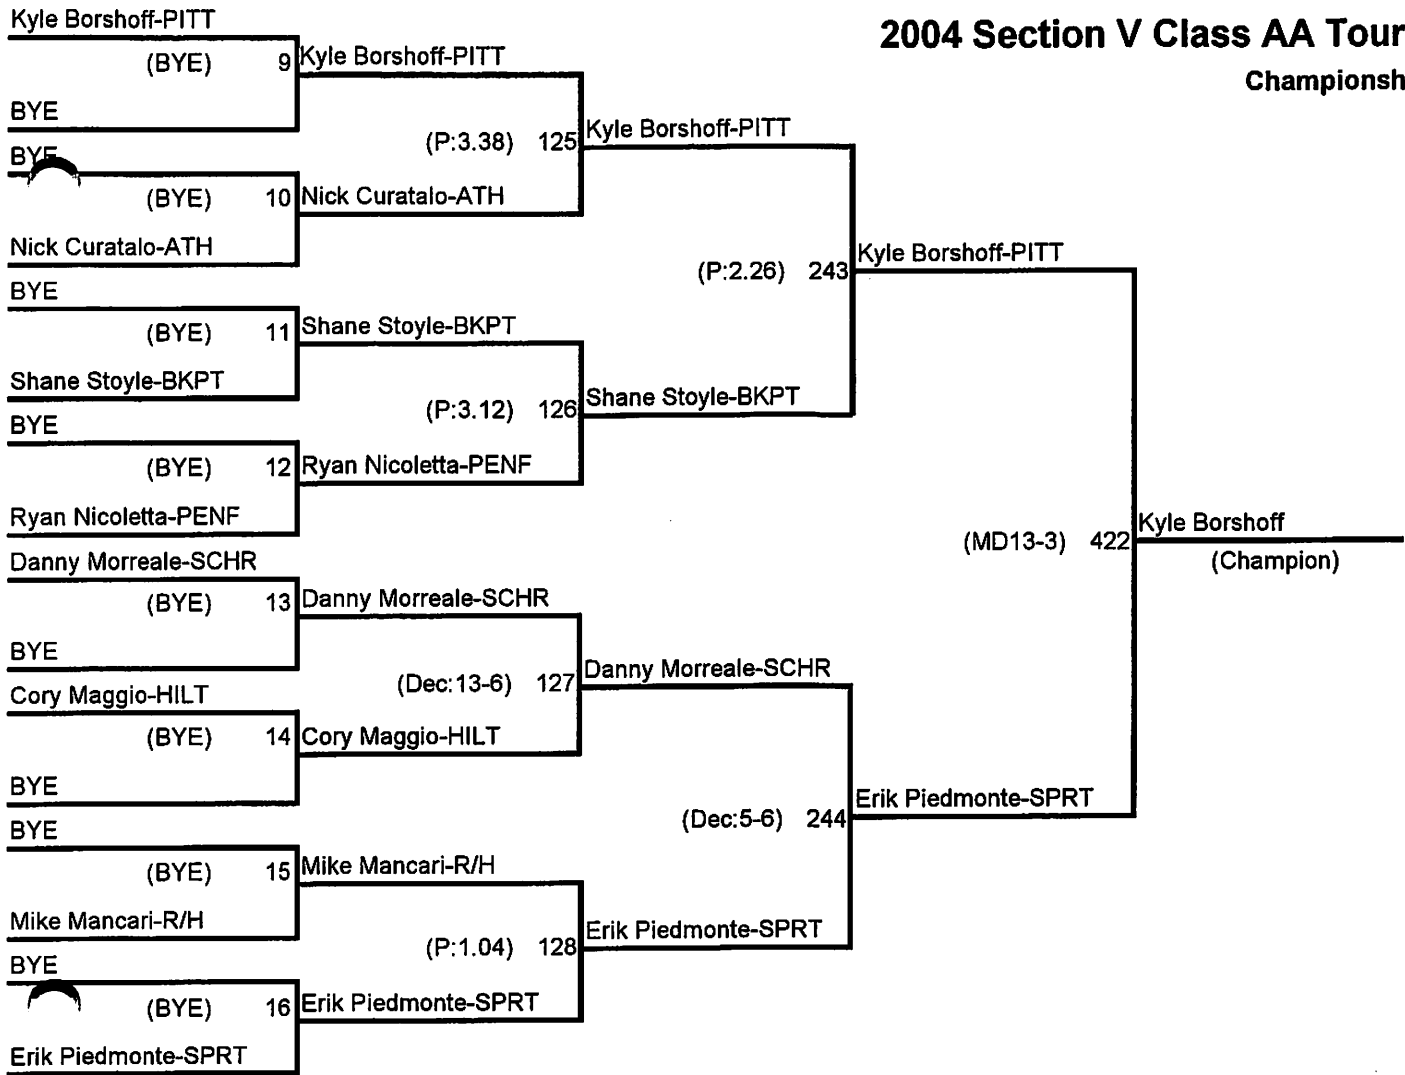 2004 Section V Class AA Tour
Championsh
Kyle Borshoff-PITT
(BYE) 9
BYE
Kyle Borshoff-PITT
BYE
(BYE) 10
Nick Curatalo-ATH
Nick Curatalo-ATH
(P:3.38) 125
Kyle Borshoff-PITT
BYE
(BYE) 11
Shane Stoyle-BKPT
Shane Stoyle-BKPT
BYE
(BYE) 12
Ryan Nicoletta-PENF
Ryan Nicoletta-PENF
(P:3.12) 126
Shane Stoyle-BKPT
(P:2.26) 243
Kyle Borshoff-PITT
Danny Morreale-SCHR
(BYE) 13
BYE
Danny Morreale-SCHR
Cory Maggio-HILT
(BYE) 14
BYE
Cory Maggio-HILT
(Dec:13-6) 127
Danny Morreale-SCHR
BYE
(BYE) 15
Mike Mancari-R/H
Mike Mancari-R/H
BYE
(BYE) 16
Erik Piedmonte-SPRT
Erik Piedmonte-SPRT
(P:1.04) 128
Erik Piedmonte-SPRT
(Dec:5-6) 244
Erik Piedmonte-SPRT
(MD13-3) 422
Kyle Borshoff
(Champion)